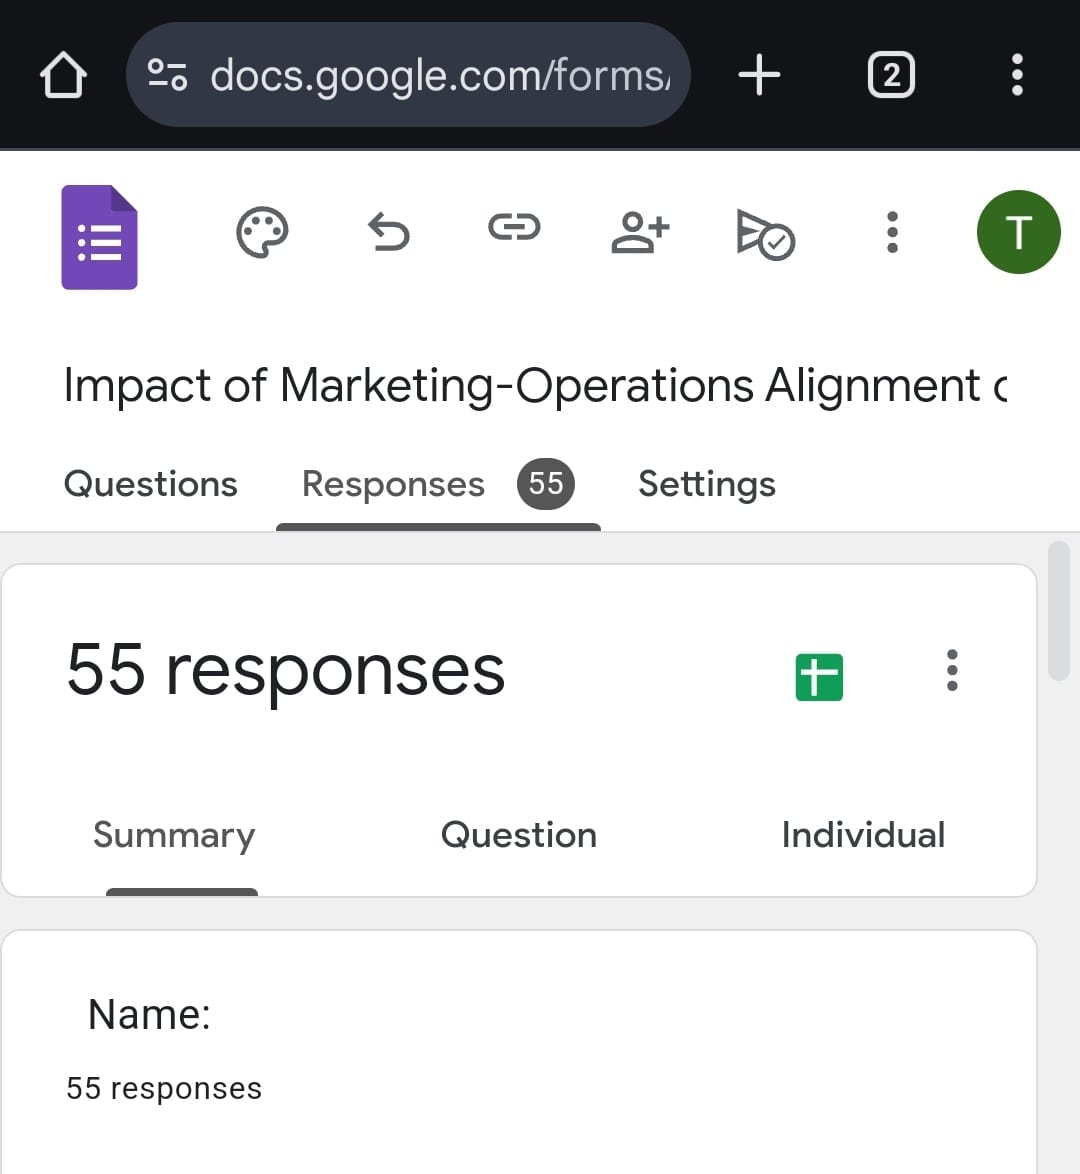 docs.google.com/forms/
2
T
Impact of Marketing-Operations Alignment
Questions Responses 55 Settings
55 responses
Summary Question Individual
Name:
55 responses